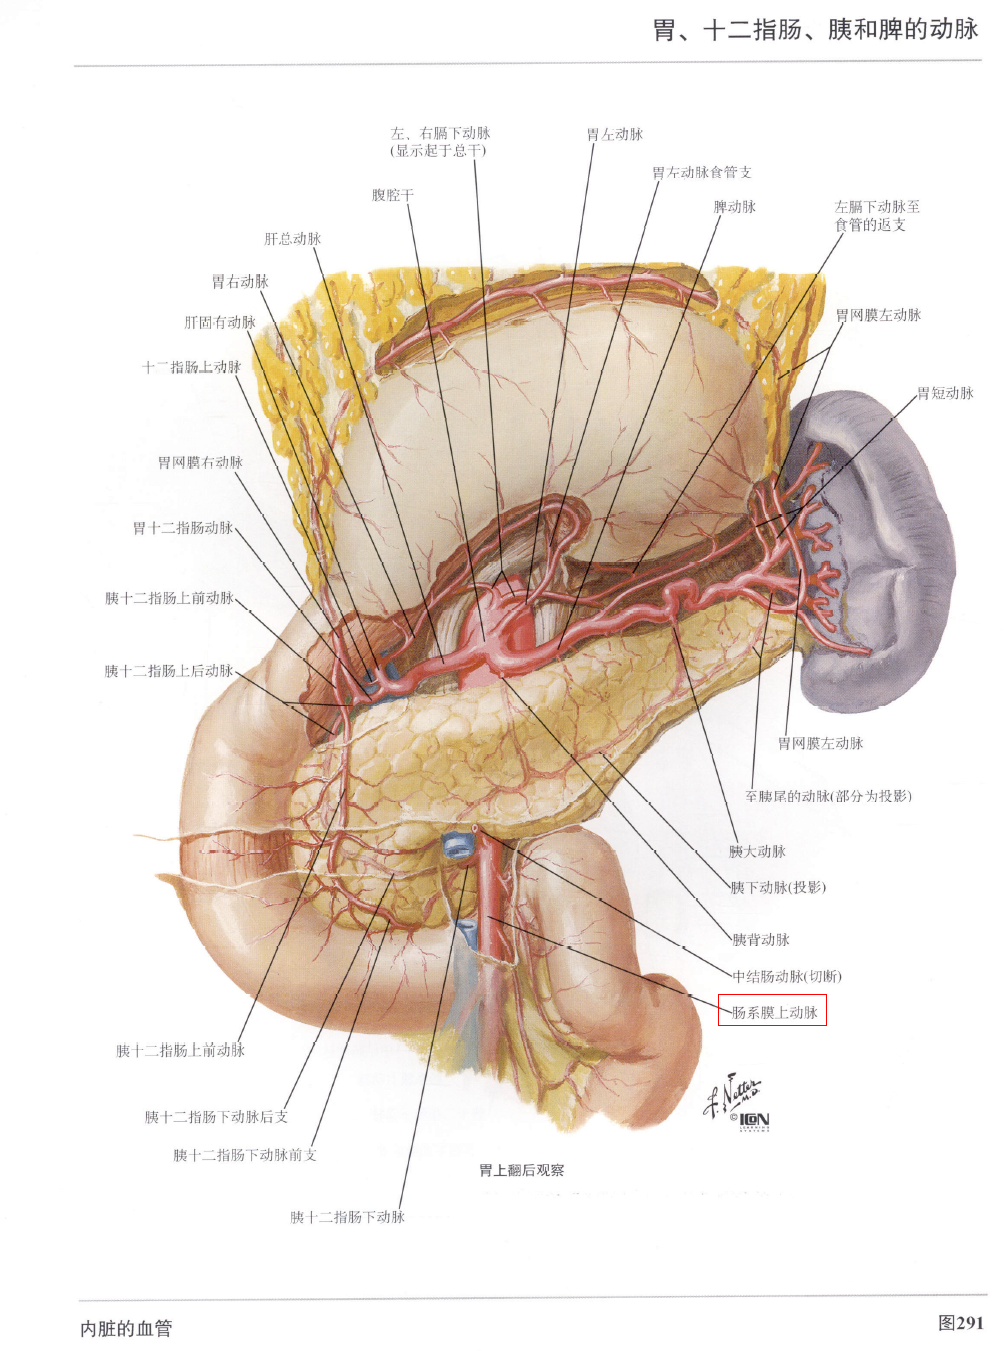 胃、十二指肠、胰和脾的动脉
左、右膈下动脉
(显示起于总干)
胃左动脉
胃左动脉食管支
腹腔干
脾动脉
左膈下动脉至
食管的返支
肝总动脉
胃右动脉
肝固有动脉
胃网膜左动脉
十二指肠上动脉
胃短动脉
胃网膜右动脉
胃十二指肠动脉
胰十二指肠上前动脉
胰十二指肠上后动脉
胃网膜左动脉
至胰尾的动脉(部分为投影)
胰大动脉
胰下动脉(投影)
胰背动脉
中结肠动脉(切断)
肠系膜上动脉
胰十二指肠上前动脉
胰十二指肠下动脉后支
胰十二指肠下动脉前支
胰十二指肠下动脉
F. Netter M.D.
© ICON
LEARNING
SYSTEMS
胃上翻后观察
内脏的血管
图291